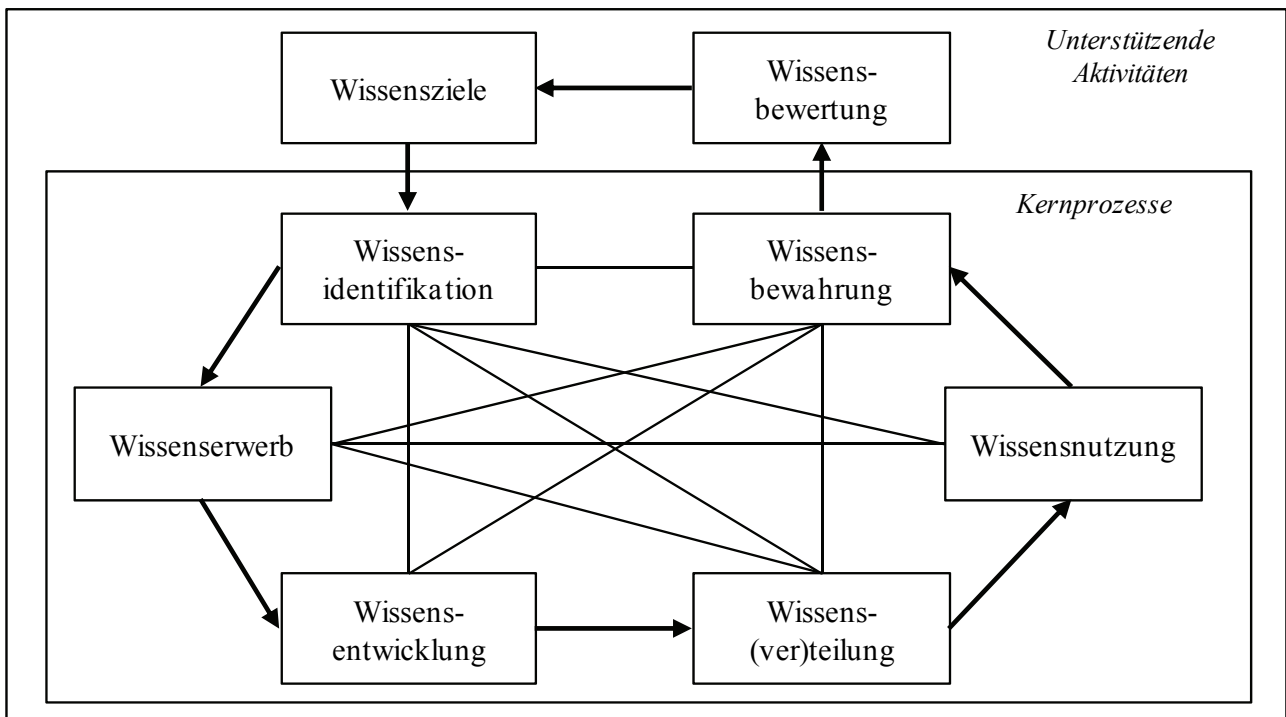 Unterstützende
Aktivitäten
Wissensziele
Wissens-
bewertung
Kernprozesse
Wissens-
identifikation
Wissens-
bewahrung
Wissenserwerb
Wissensnutzung
Wissens-
entwicklung
Wissens-
(ver)teilung